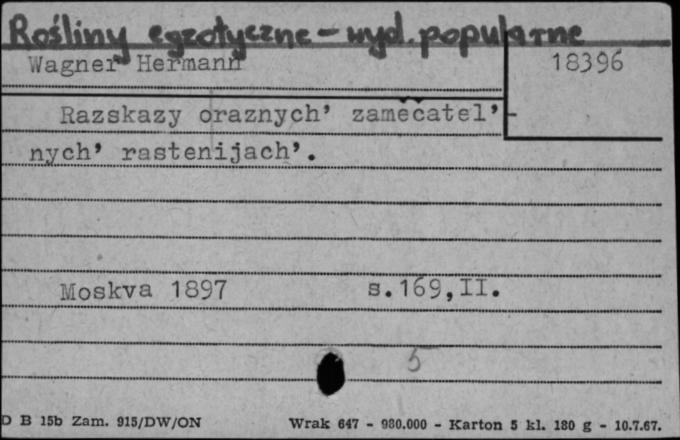 Rośliny egzotyczne - wyd. popularne
Wagner Hermann 18396
Razskazy oraznych’ zamečatel’-
nych’ rastenijach’.
Moskva 1897 s.169,II.
5
D B 15b Zam. 915/DW/ON Wrak 647 - 980.000 - Karton 5 kl. 180 g - 10.7.67.